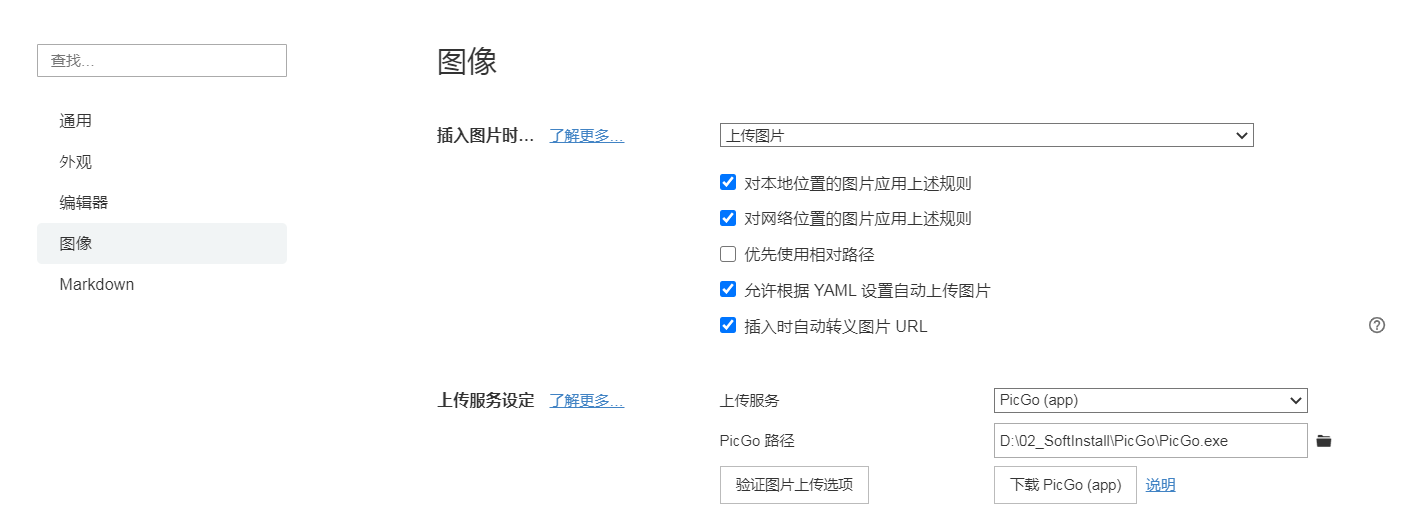 查找...
通用
外观
编辑器
图像
Markdown
图像
插入图片时... 了解更多... 上传图片
对本地位置的图片应用上述规则
对网络位置的图片应用上述规则
优先使用相对路径
允许根据 YAML 设置自动上传图片
插入时自动转义图片 URL
上传服务设定 了解更多... 上传服务 PicGo (app)
PicGo 路径 D:\02_SoftInstall\PicGo\PicGo.exe
验证图片上传选项 下载 PicGo (app) 说明